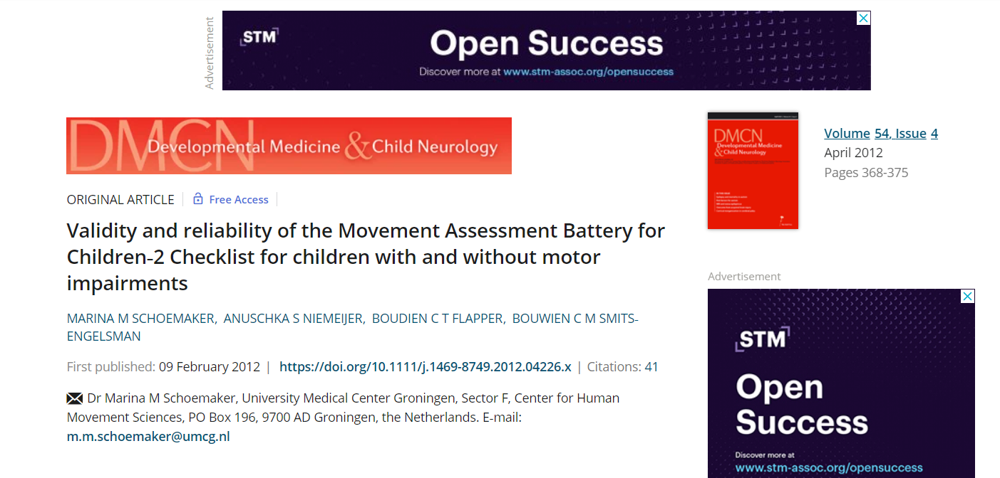 Advertisement
STM
Open Success
Discover more at www.stm-assoc.org/opensuccess
DMCN
Developmental Medicine & Child Neurology
ORIGINAL ARTICLE
Free Access
Validity and reliability of the Movement Assessment Battery for
Children-2 Checklist for children with and without motor
impairments
MARINA M SCHOEMAKER, ANUSCHKA S NIEMEIJER, BOUDIEN C T FLAPPER, BOUWIEN C M SMITS-
ENGELSMAN
First published: 09 February 2012 | https://doi.org/10.1111/j.1469-8749.2012.04226.x | Citations: 41
Dr Marina M Schoemaker, University Medical Center Groningen, Sector F, Center for Human
Movement Sciences, PO Box 196, 9700 AD Groningen, the Netherlands. E-mail:
m.m.schoemaker@umcg.nl
DMCN
Developmental Medicine
& Child Neurology
Volume 54, Issue 4
April 2012
Pages 368-375
Advertisement
STM
Open
Success
Discover more at
www.stm-assoc.org/opensuccess